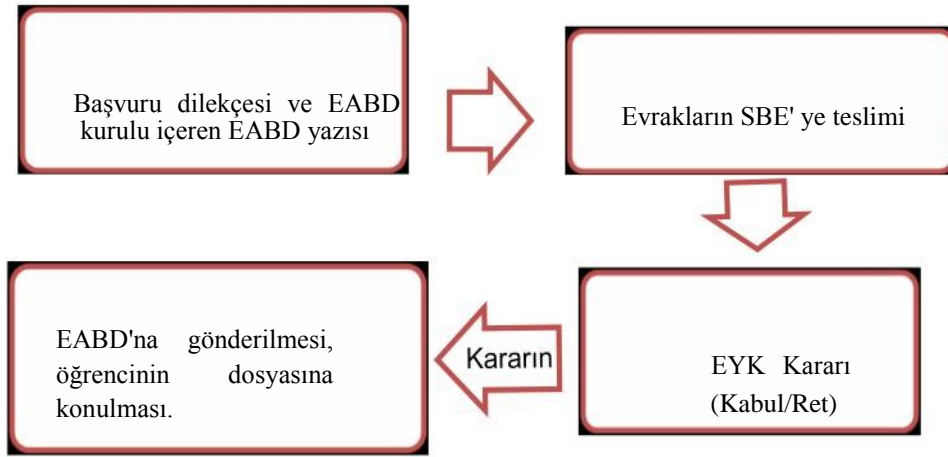 Başvuru dilekçesi ve EABD
kurulu içeren EABD yazısı
Evrakların SBE' ye teslimi
EYK Kararı
(Kabul/Ret)
Kararın
EABD'na gönderilmesi,
öğrencinin dosyasına
konulması.